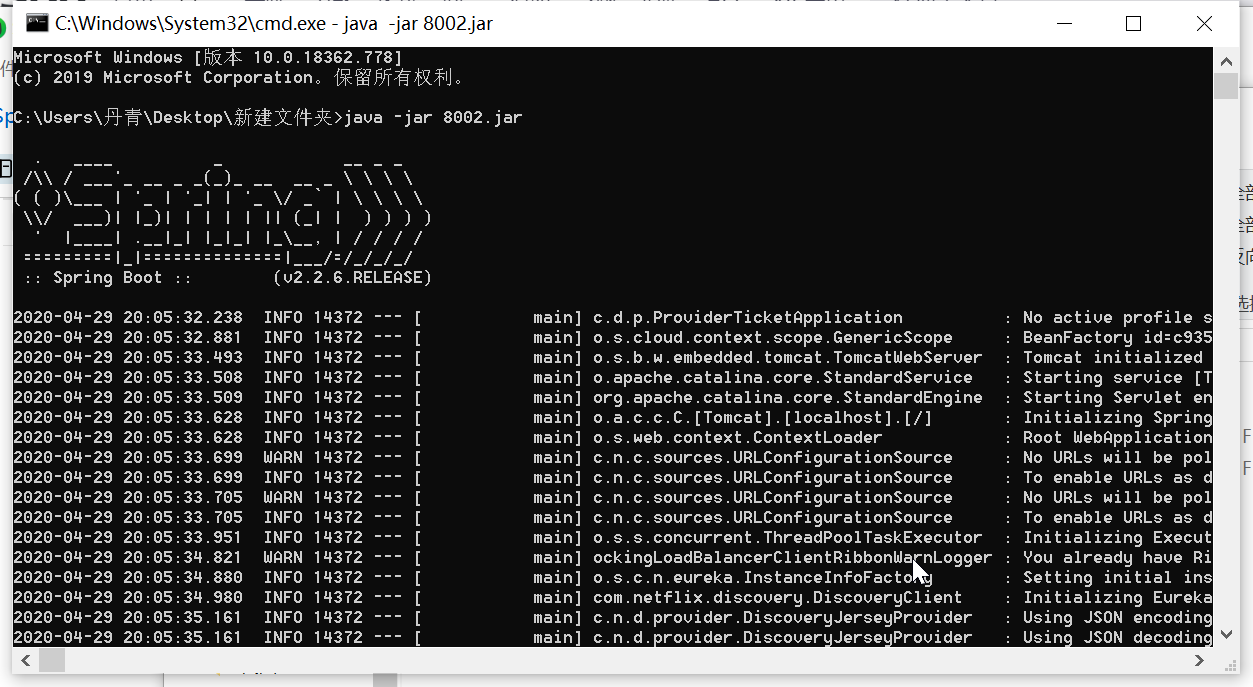 C:\Windows\System32\cmd.exe - java  -jar 8002.jar
Microsoft Windows [版本 10.0.18362.778]
(c) 2019 Microsoft Corporation。保留所有权利。
C:\Users\丹青\Desktop\新建文件夹>java -jar 8002.jar
  .   ____          _            __ _ _
 /\\ / ___'_ __ _ _(_)_ __  __ _ \ \ \ \
( ( )\___ | '_ | '_| | '_ \/ _` | \ \ \ \
 \\/  ___)| |_)| | | | | || (_| |  ) ) ) )
  '  |____| .__|_| |_|_| |_\__, | / / / /
 =========|_|==============|___/=/_/_/_/
 :: Spring Boot ::        (v2.2.6.RELEASE)
2020-04-29 20:05:32.238  INFO 14372 --- [           main] c.d.p.ProviderTicketApplication          : No active profile s
2020-04-29 20:05:32.881  INFO 14372 --- [           main] o.s.cloud.context.scope.GenericScope     : BeanFactory id=c935
2020-04-29 20:05:33.493  INFO 14372 --- [           main] o.s.b.w.embedded.tomcat.TomcatWebServer  : Tomcat initialized
2020-04-29 20:05:33.508  INFO 14372 --- [           main] o.apache.catalina.core.StandardService   : Starting service [T
2020-04-29 20:05:33.509  INFO 14372 --- [           main] org.apache.catalina.core.StandardEngine  : Starting Servlet en
2020-04-29 20:05:33.628  INFO 14372 --- [           main] o.a.c.c.C.[Tomcat].[localhost].[/]       : Initializing Spring
2020-04-29 20:05:33.628  INFO 14372 --- [           main] o.s.web.context.ContextLoader            : Root WebApplication
2020-04-29 20:05:33.699  WARN 14372 --- [           main] c.n.c.sources.URLConfigurationSource     : No URLs will be pol
2020-04-29 20:05:33.699  INFO 14372 --- [           main] c.n.c.sources.URLConfigurationSource     : To enable URLs as d
2020-04-29 20:05:33.705  WARN 14372 --- [           main] c.n.c.sources.URLConfigurationSource     : No URLs will be pol
2020-04-29 20:05:33.705  INFO 14372 --- [           main] c.n.c.sources.URLConfigurationSource     : To enable URLs as d
2020-04-29 20:05:33.951  INFO 14372 --- [           main] o.s.s.concurrent.ThreadPoolTaskExecutor  : Initializing Execut
2020-04-29 20:05:34.821  WARN 14372 --- [           main] ockingLoadBalancerClientRibbonWarnLogger : You already have Ri
2020-04-29 20:05:34.880  INFO 14372 --- [           main] o.s.c.n.eureka.InstanceInfoFactory       : Setting initial ins
2020-04-29 20:05:34.980  INFO 14372 --- [           main] com.netflix.discovery.DiscoveryClient    : Initializing Eureka
2020-04-29 20:05:35.161  INFO 14372 --- [           main] c.n.d.provider.DiscoveryJerseyProvider   : Using JSON encoding
2020-04-29 20:05:35.161  INFO 14372 --- [           main] c.n.d.provider.DiscoveryJerseyProvider   : Using JSON decoding